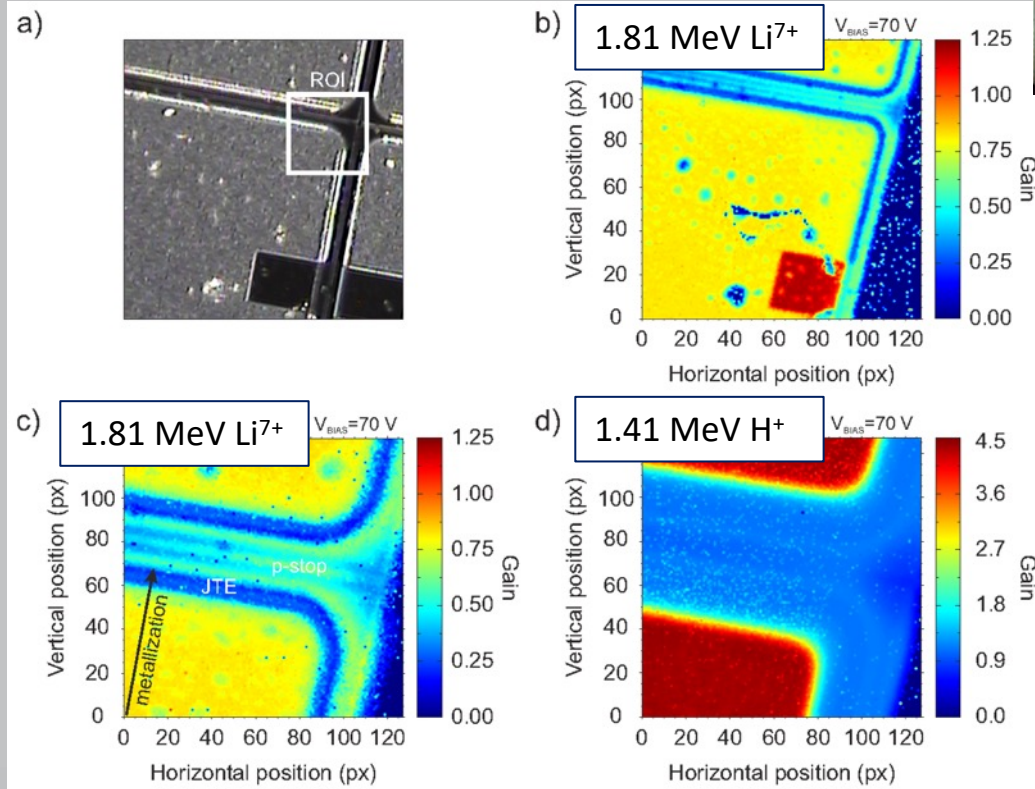 a)
ROI
b)
1.81 MeV Li7+
VBIAS=70 V
Vertical position (px)
100
80
60
40
20
0
0 20 40 60 80 100 120
Horizontal position (px)
1.25
1.00
0.75
0.50
0.25
0.00
Gain
c)
1.81 MeV Li7+
VBIAS=70 V
Vertical position (px)
100
80
60
40
20
0
p-stop
JTE
metallization
0 20 40 60 80 100 120
Horizontal position (px)
1.25
1.00
0.75
0.50
0.25
0.00
Gain
d)
1.41 MeV H+
VBIAS=70 V
Vertical position (px)
100
80
60
40
20
0
0 20 40 60 80 100 120
Horizontal position (px)
4.5
3.6
2.7
1.8
0.9
0.0
Gain